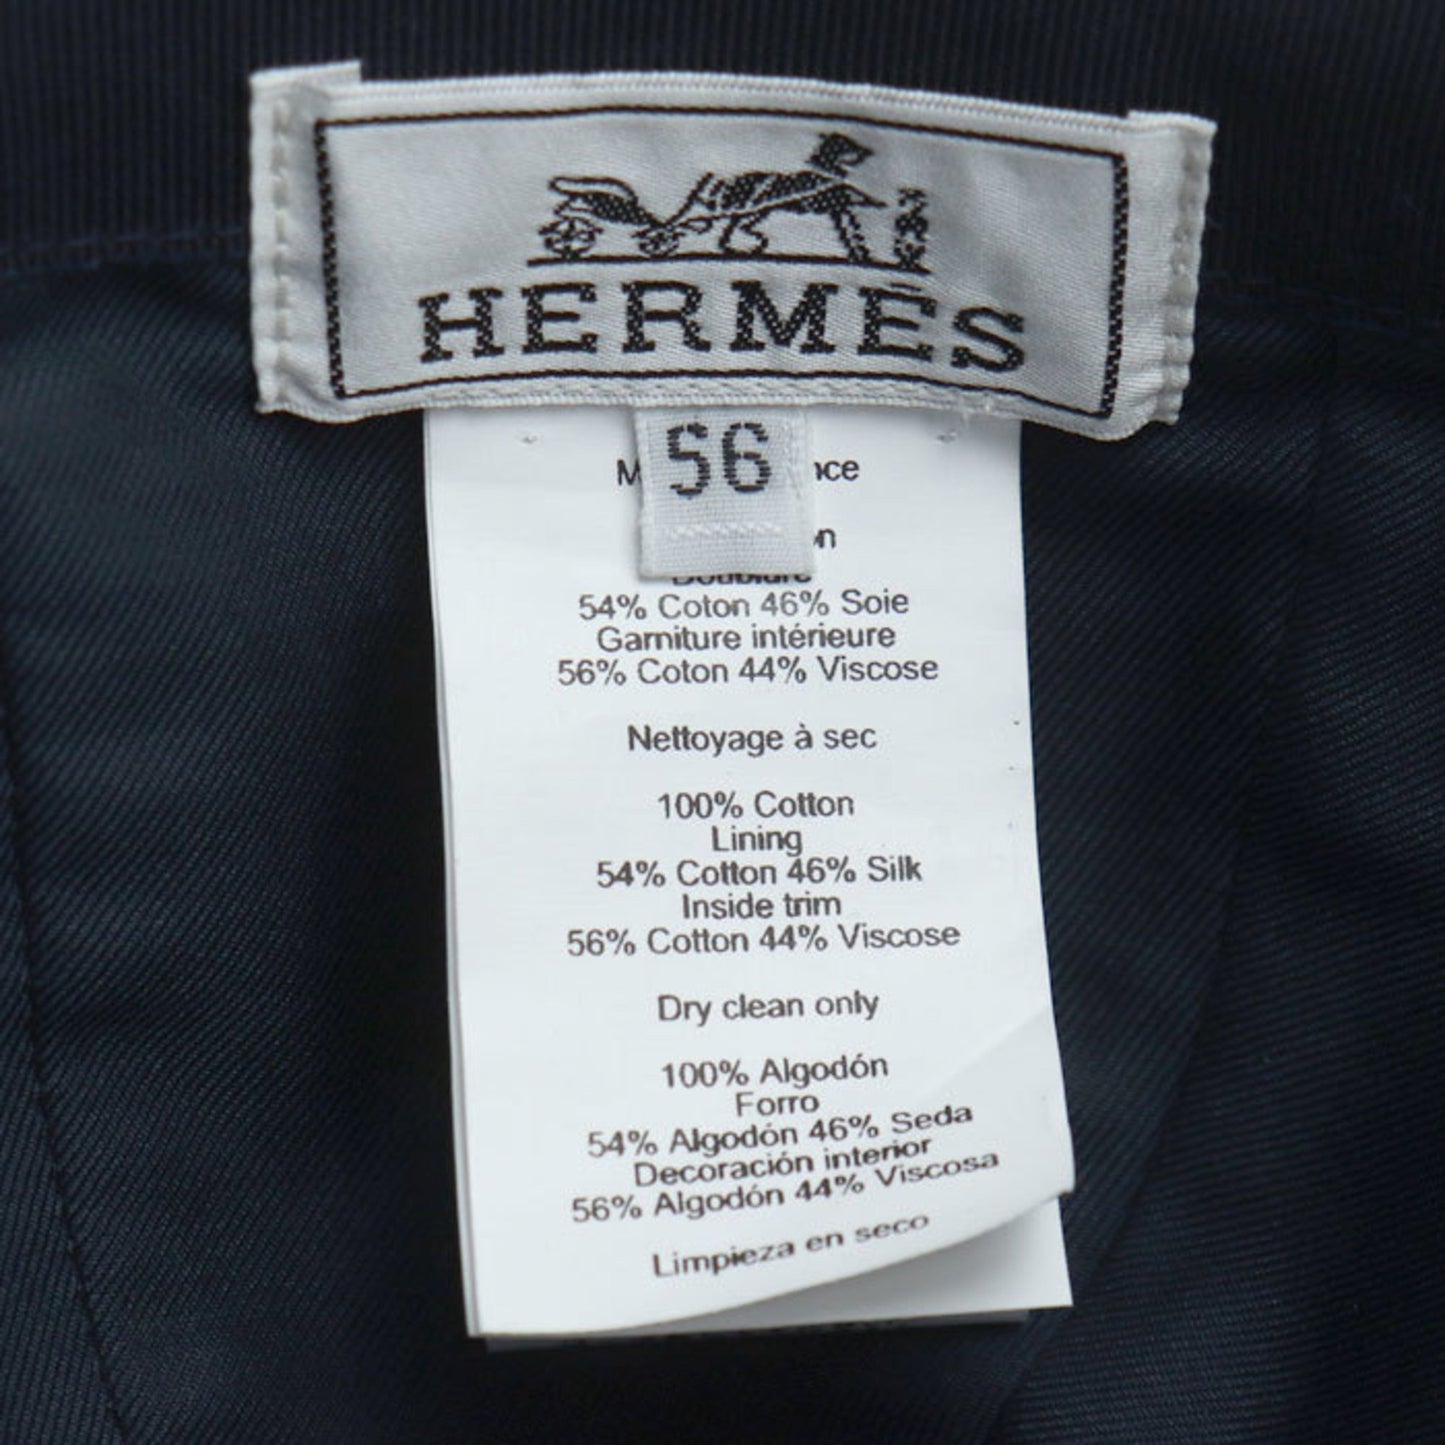 HERMÈS
56
54% Coton 46% Soie
Garniture intérieure
56% Coton 44% Viscose
Nettoyage à sec
100% Cotton
Lining
54% Cotton 46% Silk
Inside trim
56% Cotton 44% Viscose
Dry clean only
100% Algodón
Forro
54% Algodón 46% Seda
Decoración interior
56% Algodón 44% Viscosa
Limpieza en seco